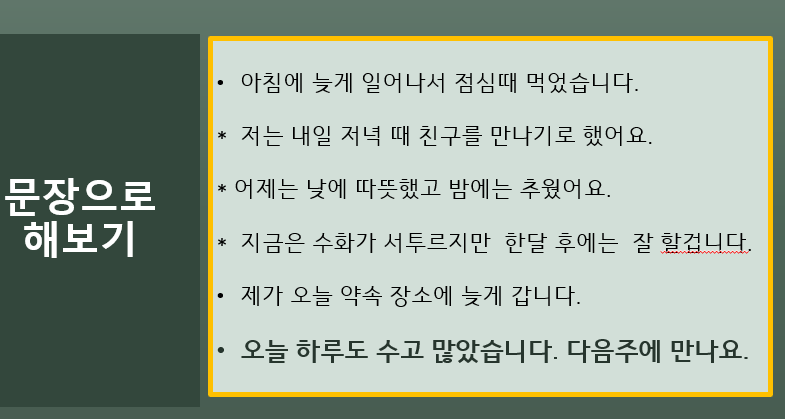 문장으로
해보기
• 아침에 늦게 일어나서 점심때 먹었습니다.
* 저는 내일 저녁 때 친구를 만나기로 했어요.
* 어제는 낮에 따뜻했고 밤에는 추웠어요.
* 지금은 수화가 서투르지만 한달 후에는 잘 할겁니다.
• 제가 오늘 약속 장소에 늦게 갑니다.
• 오늘 하루도 수고 많았습니다. 다음주에 만나요.